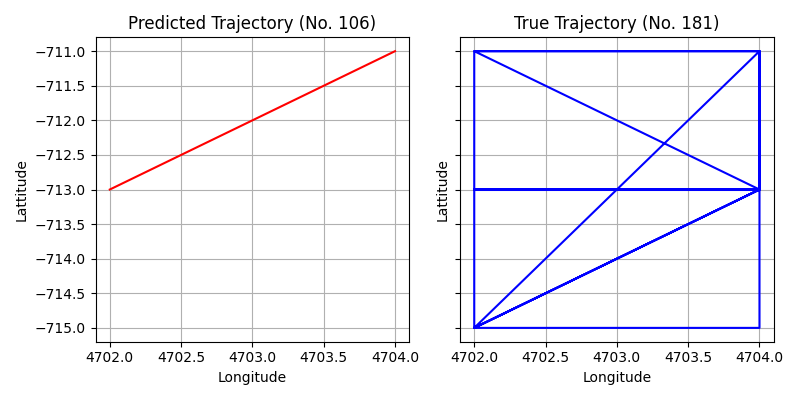 Predicted Trajectory (No. 106)
True Trajectory (No. 181)
−711.0
−711.5
−712.0
−712.5
−713.0
−713.5
−714.0
−714.5
−715.0
Lattitude
Lattitude
4702.0 4702.5 4703.0 4703.5 4704.0
4702.0 4702.5 4703.0 4703.5 4704.0
Longitude
Longitude